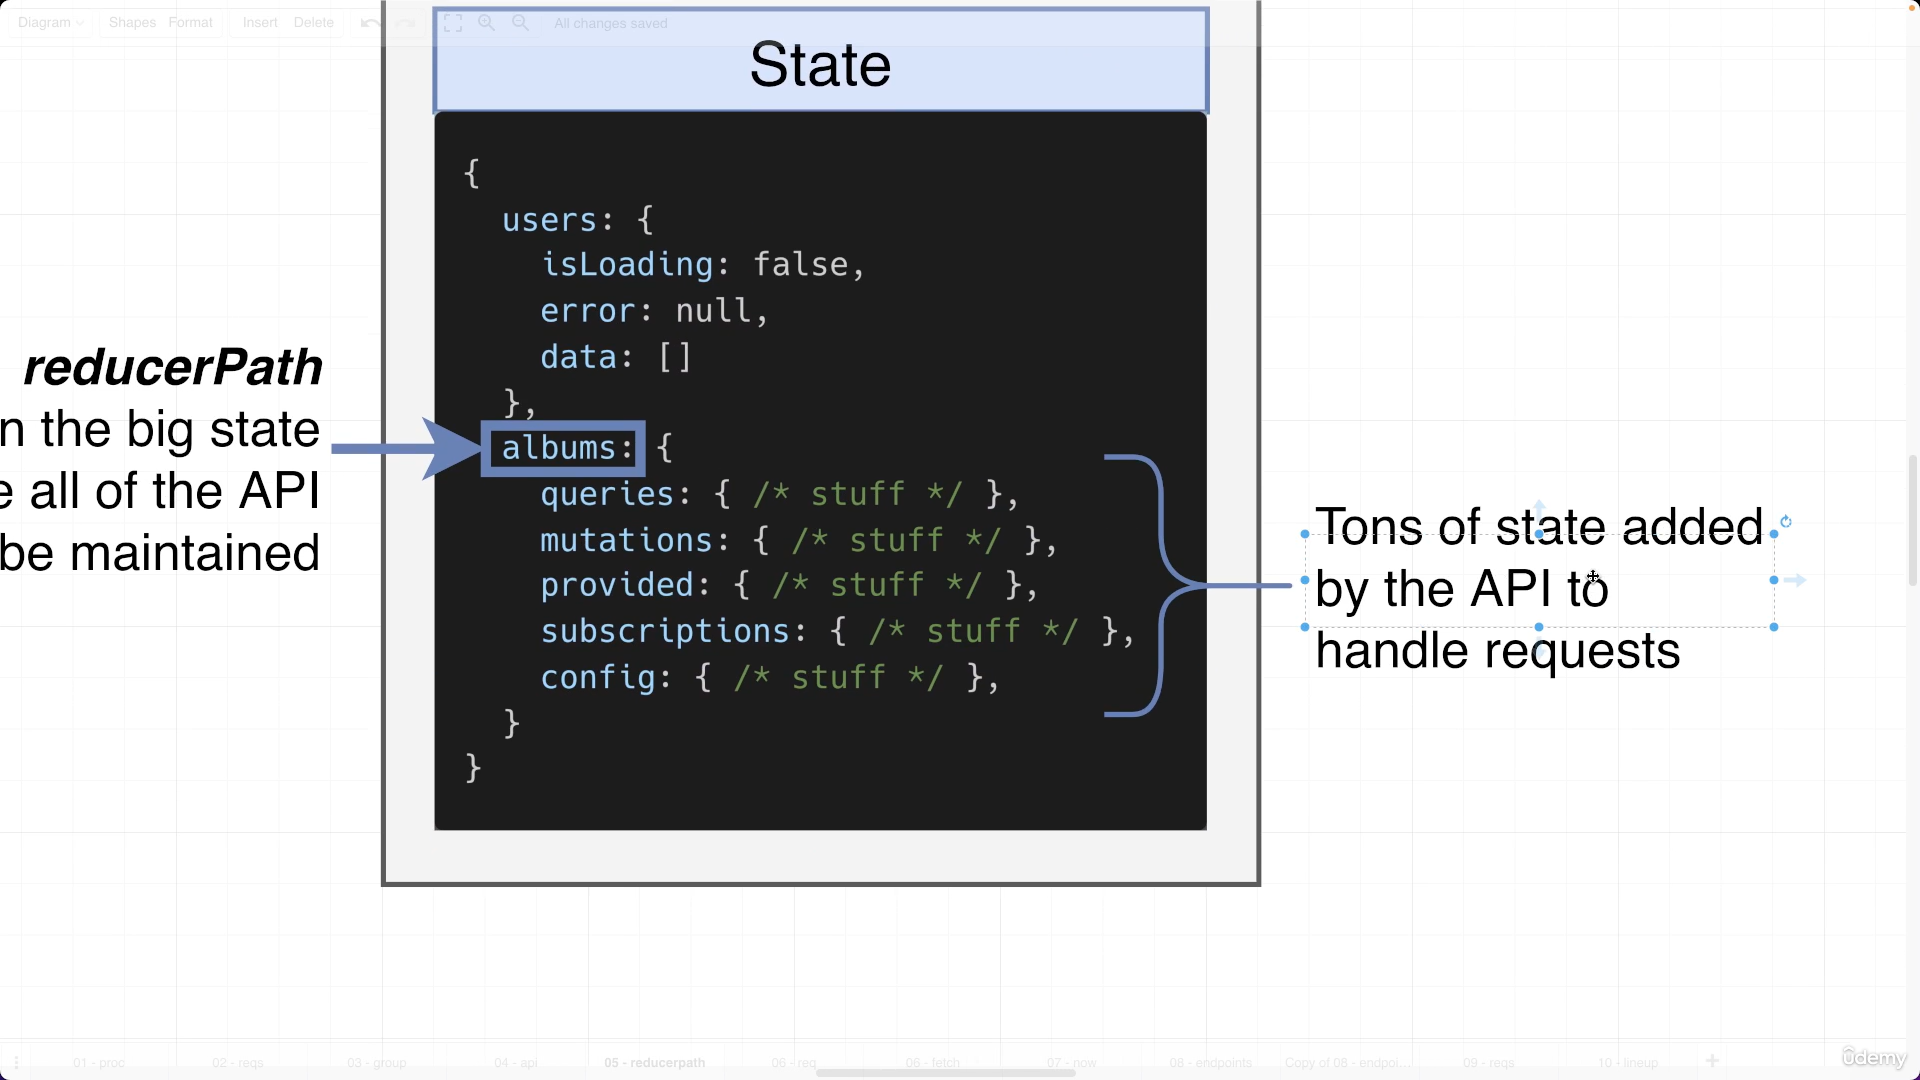 Diagram Shapes Format Insert Delete All changes saved
State
{
users: {
isLoading: false,
error: null,
data: []
},
albums: {
queries: { /* stuff */ },
mutations: { /* stuff */ },
provided: { /* stuff */ },
subscriptions: { /* stuff */ },
config: { /* stuff */ },
}
}
reducerPath
n the big state
e all of the API
be maintained
Tons of state added
by the API to
handle requests
01 - proc 02 - reqs 03 - group 04 - api 05 - reducerpath 06 - req 06 - fetch 07 - now 08 - endpoints Copy of 08 - endpoi... 09 - reqs 10 - lineup
ûdemy